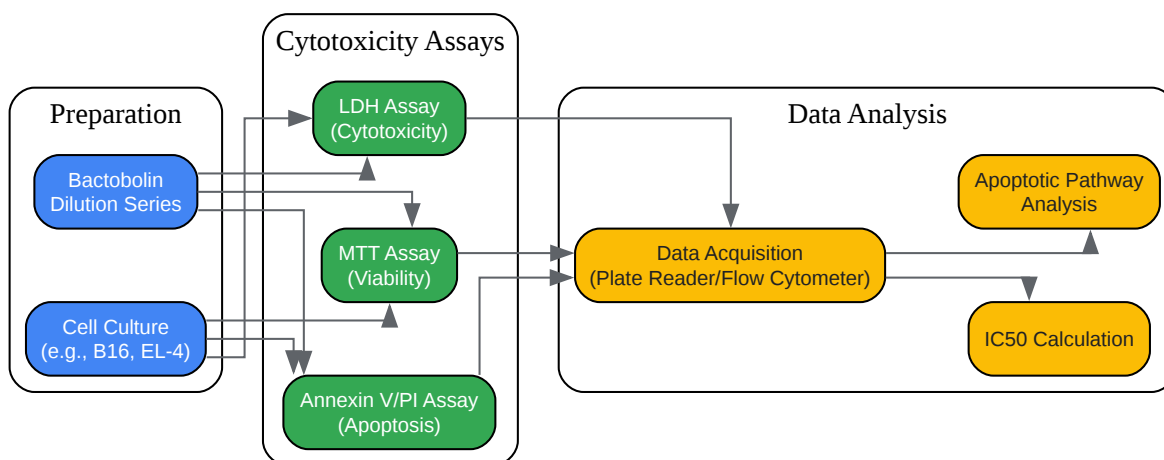 Preparation
Bactobolin
Dilution Series
Cell Culture
(e.g., B16, EL-4)
Cytotoxicity Assays
LDH Assay
(Cytotoxicity)
MTT Assay
(Viability)
Annexin V/PI Assay
(Apoptosis)
Data Analysis
Data Acquisition
(Plate Reader/Flow Cytometer)
Apoptotic Pathway
Analysis
IC50 Calculation